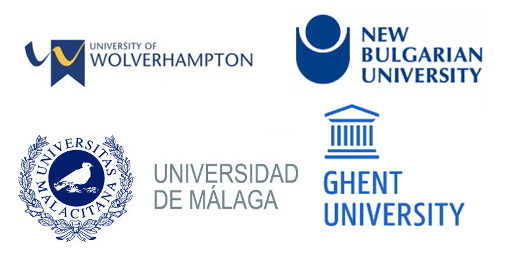 UNIVERSITY OF
WOLVERHAMPTON
NEW
BULGARIAN
UNIVERSITY
UNIVERSITAS
MALACITANA
UNIVERSIDAD
DE MÁLAGA
GHENT
UNIVERSITY